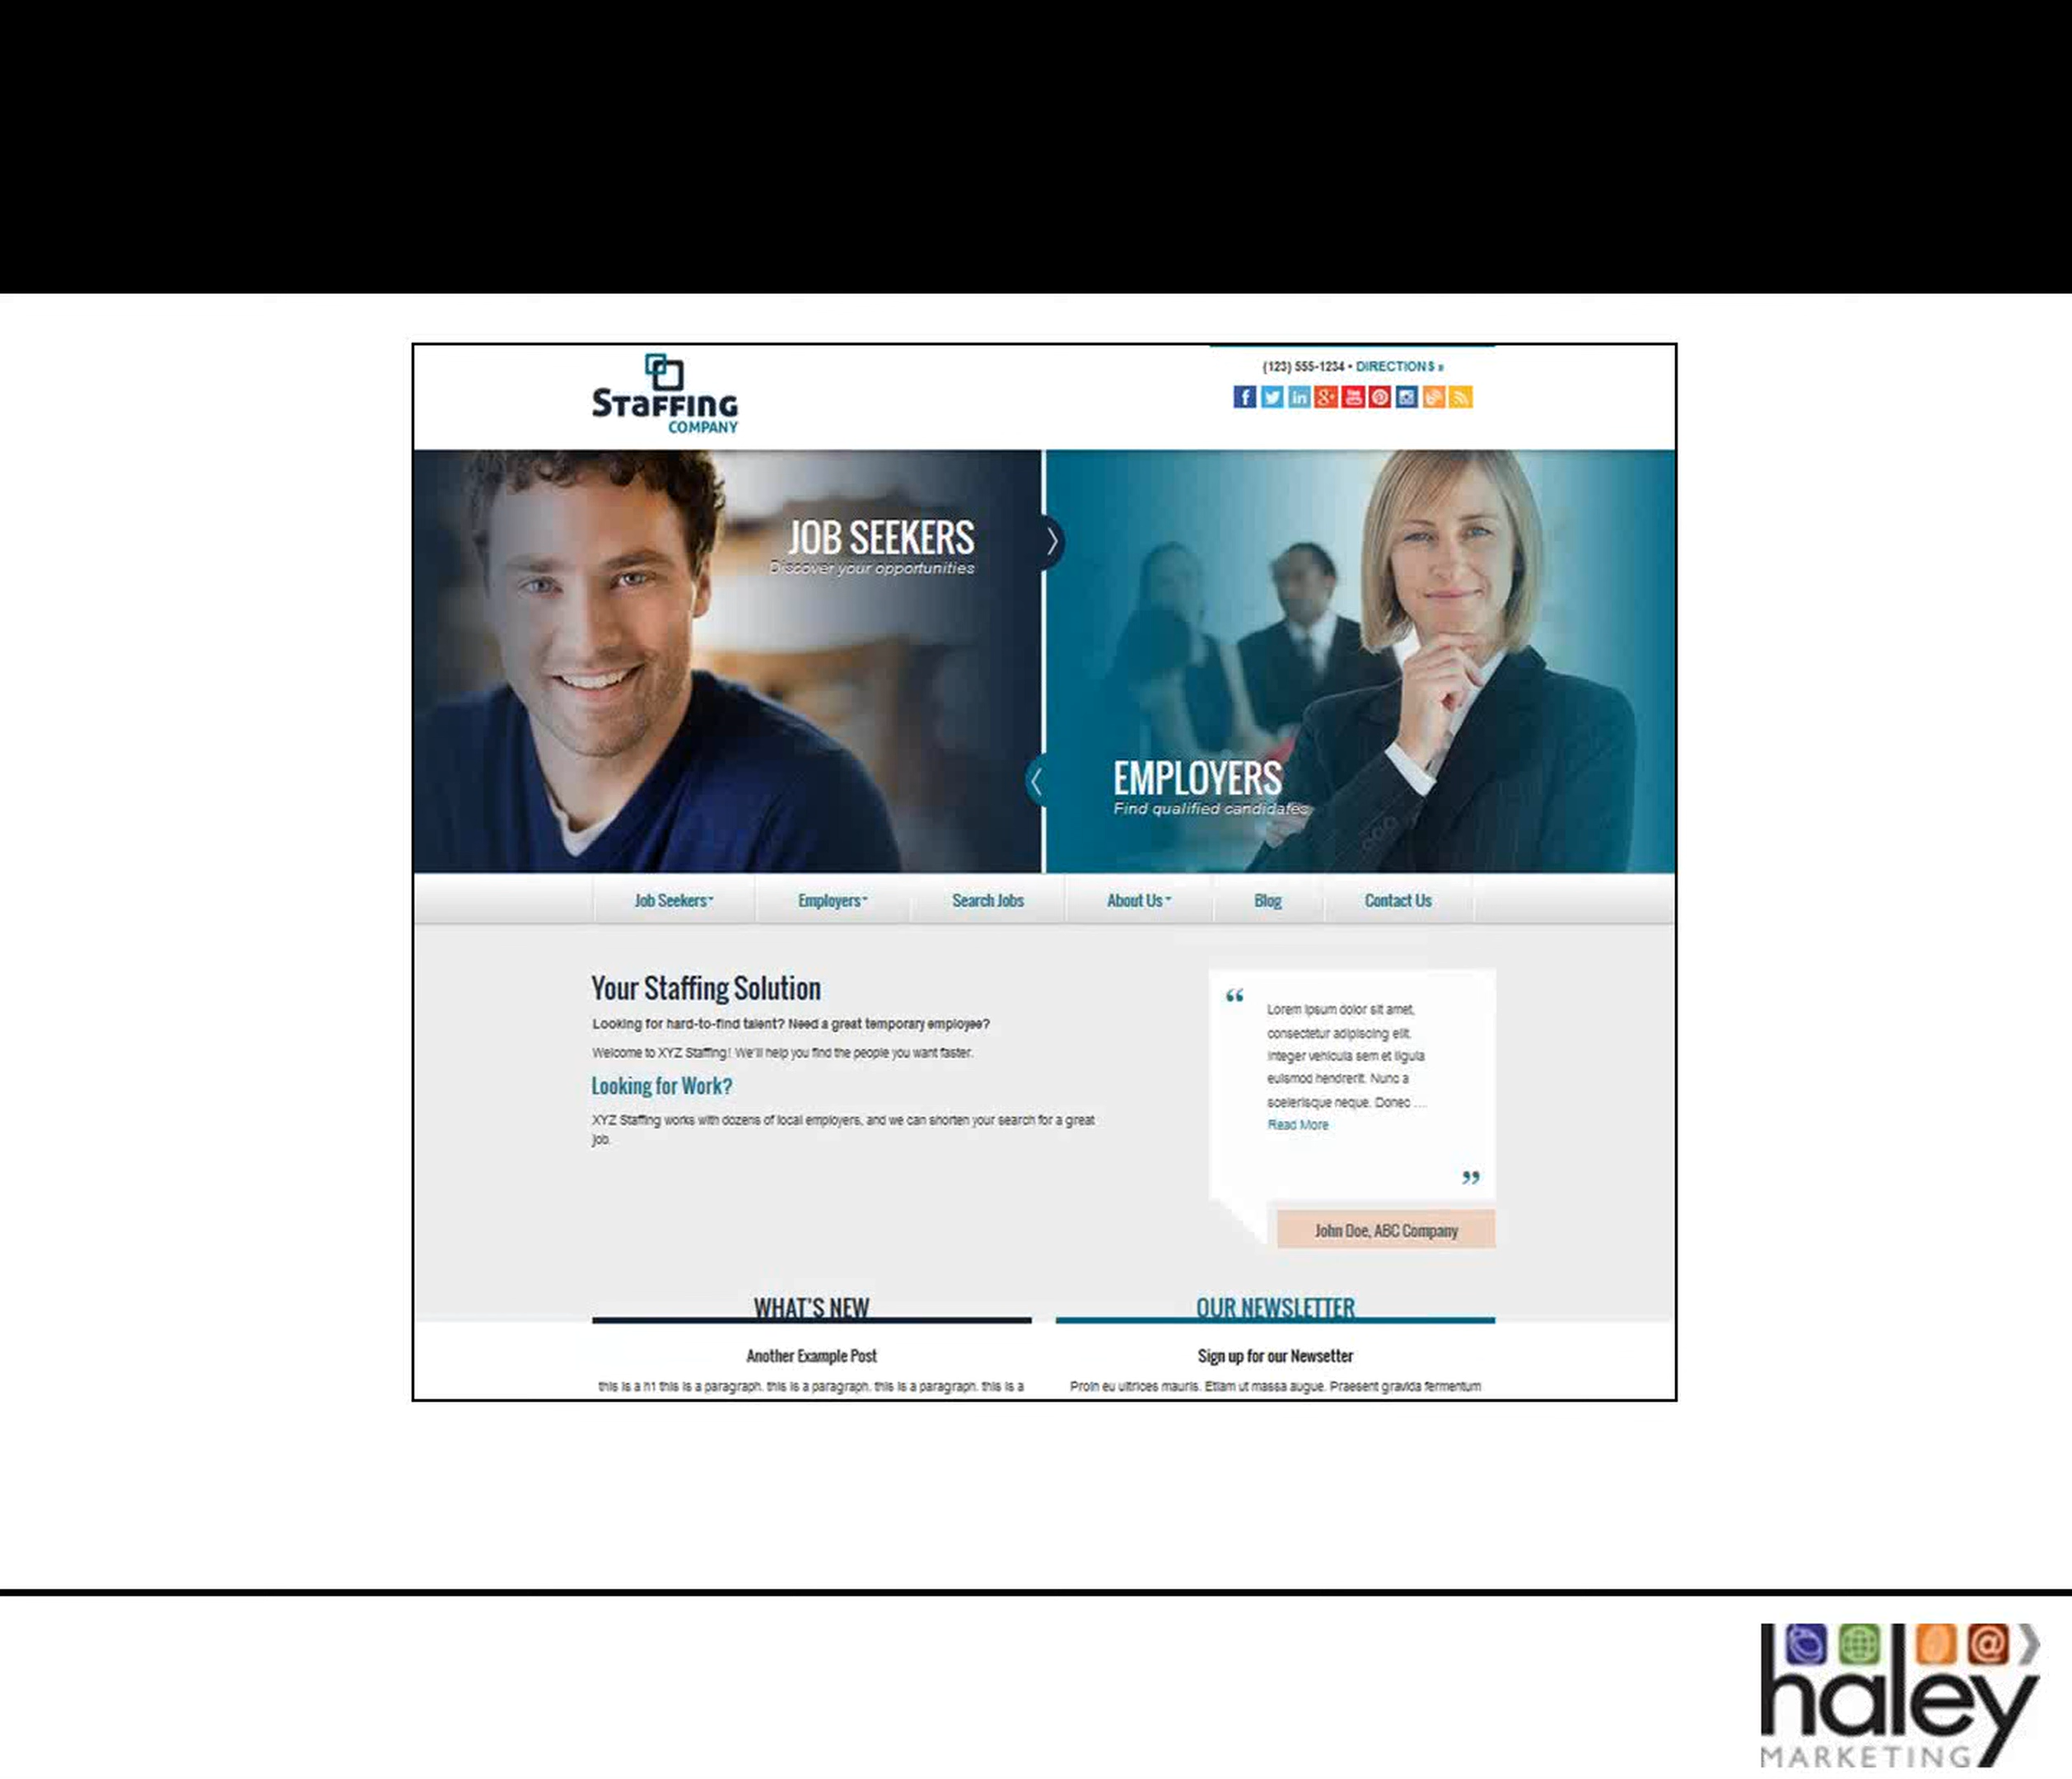 STaFFING
COMPANY
(123) 555-1234 • DIRECTIONS »
JOB SEEKERS
Discover your opportunities
EMPLOYERS
Find qualified candidates
Job Seekers
Employers
Search Jobs
About Us
Blog
Contact Us
Your Staffing Solution
Looking for hard-to-find talent? Need a great temporary employee?
Welcome to XYZ Staffing! We'll help you find the people you want faster.
Looking for Work?
XYZ Staffing works with dozens of local employers, and we can shorten your search for a great
job.
“
Lorem ipsum dolor sit amet,
consectetur adipiscing elit.
Integer vehicula sem et ligula
euismod hendrerit. Nunc a
scelerisque neque. Donec ...
Read More
”
John Doe, ABC Company
WHAT'S NEW
Another Example Post
this is a h1 this is a paragraph. this is a paragraph. this is a paragraph. this is a
OUR NEWSLETTER
Sign up for our Newsetter
Proin eu ultrices mauris. Etiam ut massa augue. Praesent gravida fermentum
haley
MARKETING